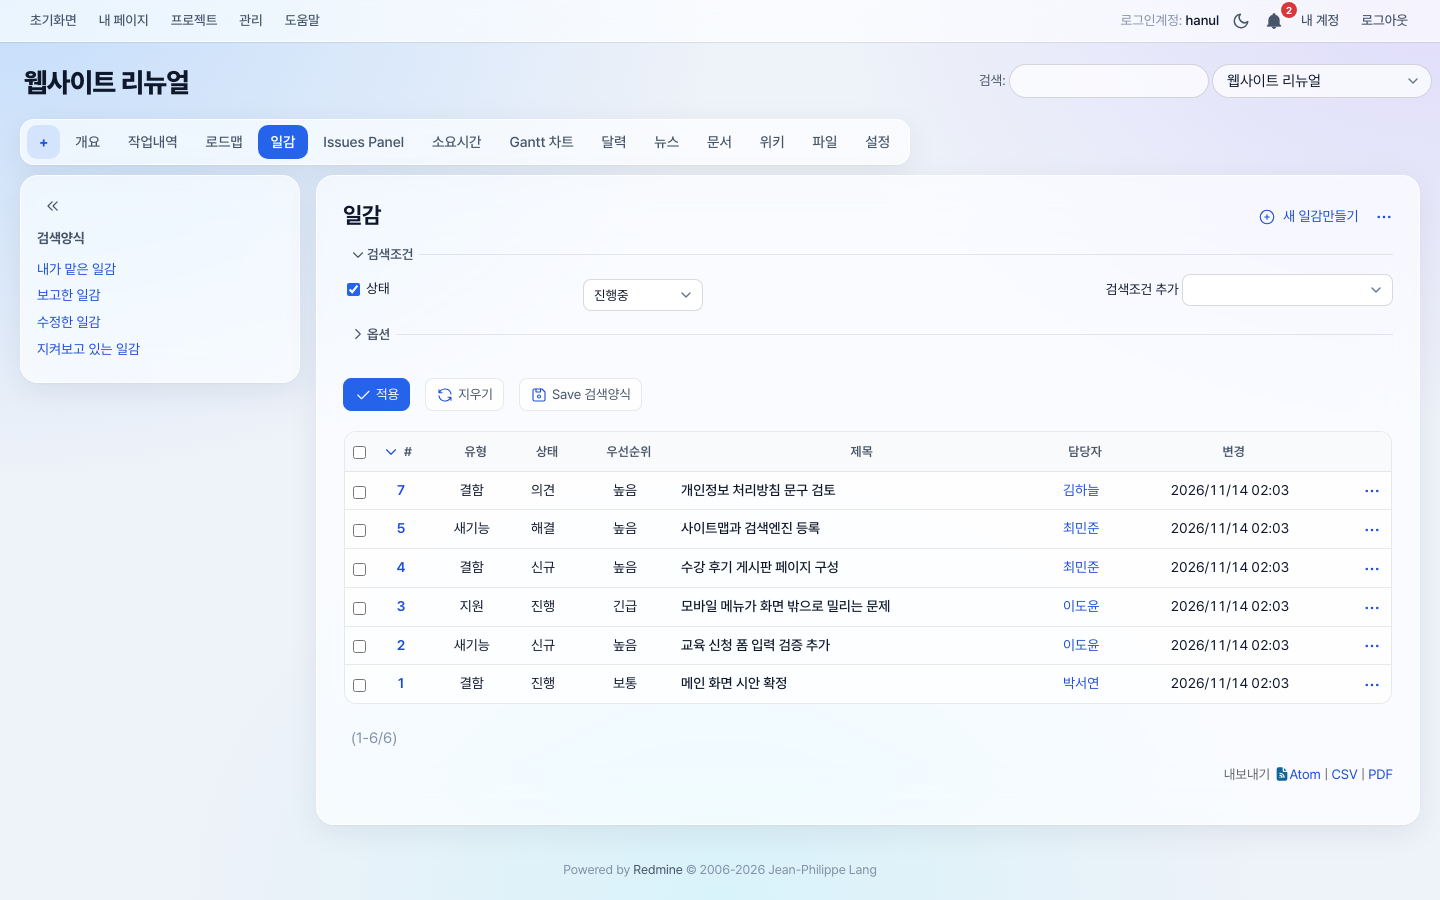 초기화면 내 페이지 프로젝트 관리 도움말 로그인계정: hanul 2 내 계정 로그아웃
웹사이트 리뉴얼 검색: 웹사이트 리뉴얼
+ 개요 작업내역 로드맵 일감 Issues Panel 소요시간 Gantt 차트 달력 뉴스 문서 위키 파일 설정
검색양식
내가 맡은 일감
보고한 일감
수정한 일감
지켜보고 있는 일감
일감 새 일감만들기
검색조건
상태 진행중 검색조건 추가
옵션
적용 지우기 Save 검색양식
# 유형 상태 우선순위 제목 담당자 변경
7 결함 의견 높음 개인정보 처리방침 문구 검토 김하늘 2026/11/14 02:03
5 새기능 해결 높음 사이트맵과 검색엔진 등록 최민준 2026/11/14 02:03
4 결함 신규 높음 수강 후기 게시판 페이지 구성 최민준 2026/11/14 02:03
3 지원 진행 긴급 모바일 메뉴가 화면 밖으로 밀리는 문제 이도윤 2026/11/14 02:03
2 새기능 신규 높음 교육 신청 폼 입력 검증 추가 이도윤 2026/11/14 02:03
1 결함 진행 보통 메인 화면 시안 확정 박서연 2026/11/14 02:03
(1-6/6)
내보내기 Atom | CSV | PDF
Powered by Redmine © 2006-2026 Jean-Philippe Lang